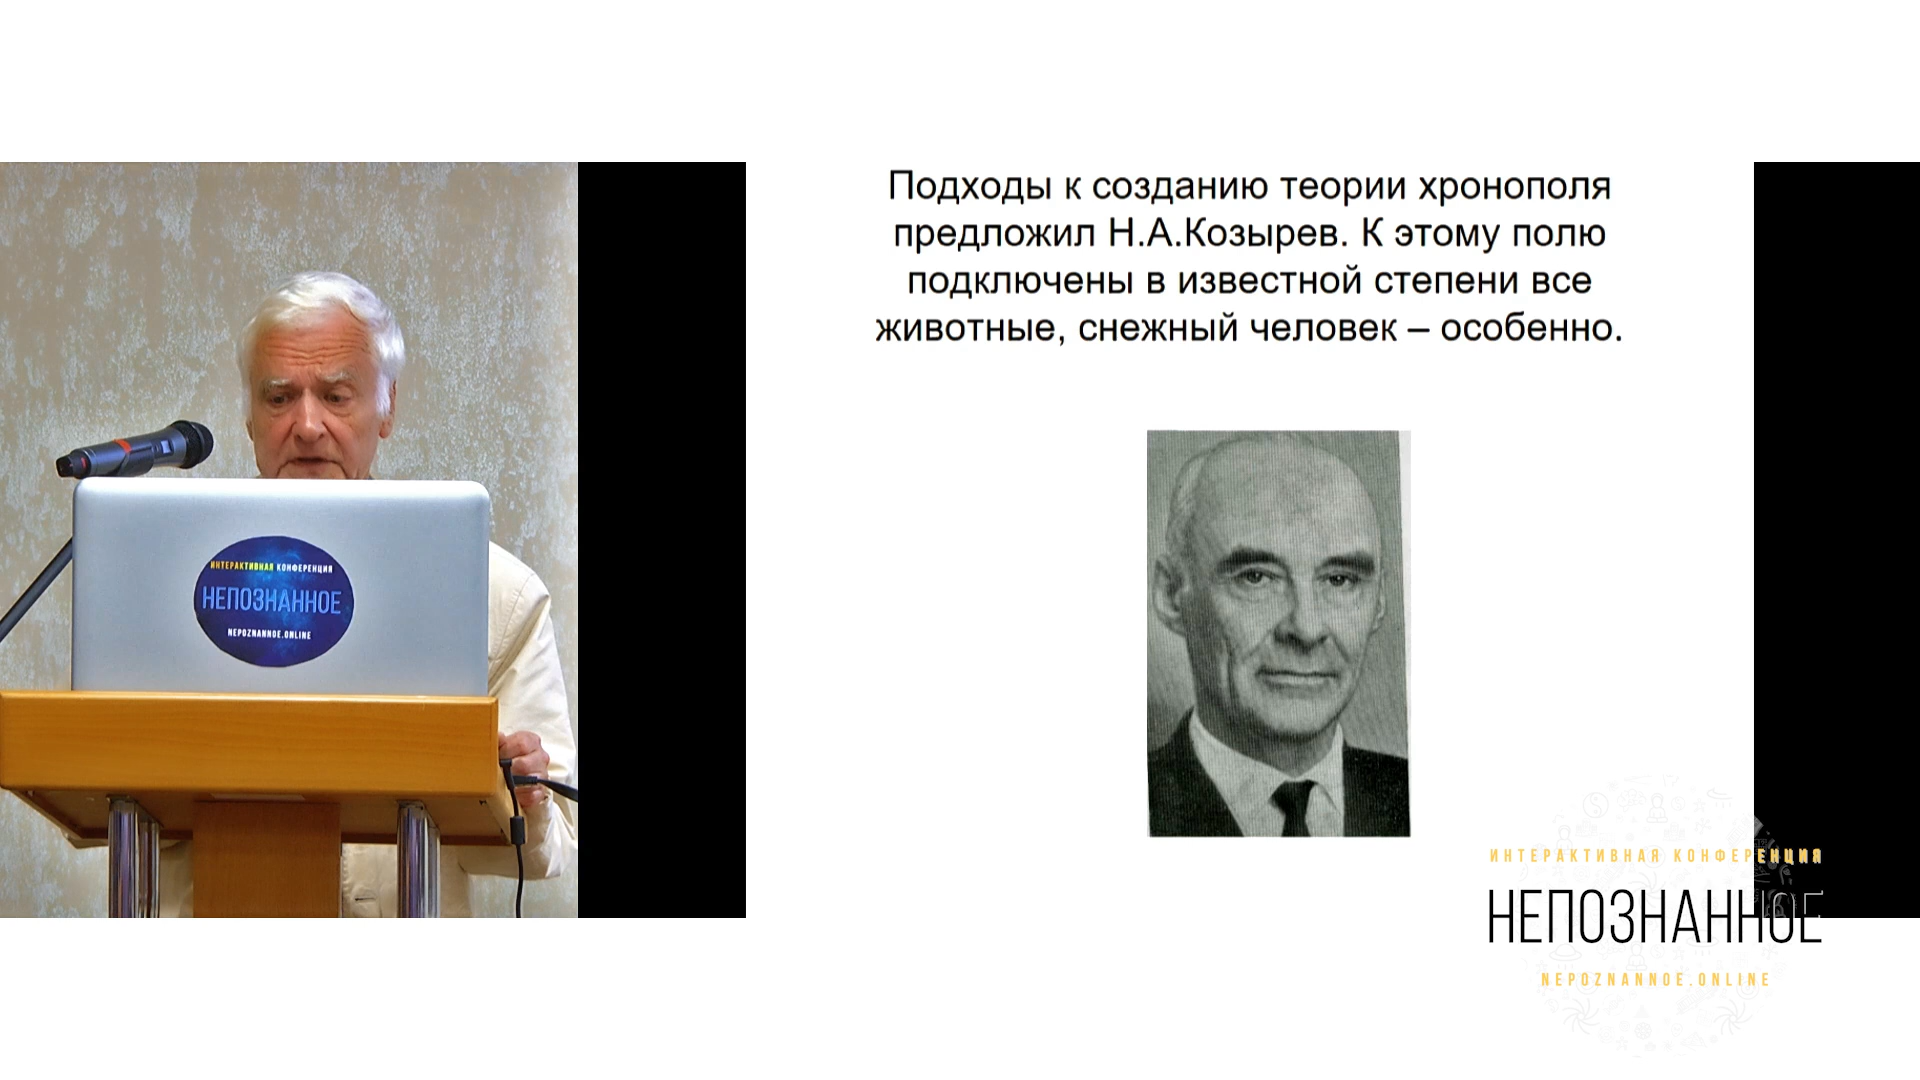 Подходы к созданию теории хронополя
предложил Н.А.Козырев. К этому полю
подключены в известной степени все
животные, снежный человек – особенно.
ИНТЕРАКТИВНАЯ КОНФЕРЕНЦИЯ
НЕПОЗНАННОЕ
NEPOZNANNOE.ONLINE
ИНТЕРАКТИВНАЯ КОНФЕРЕНЦИЯ
НЕПОЗНАННОЕ
NEPOZNANNOE.ONLINE